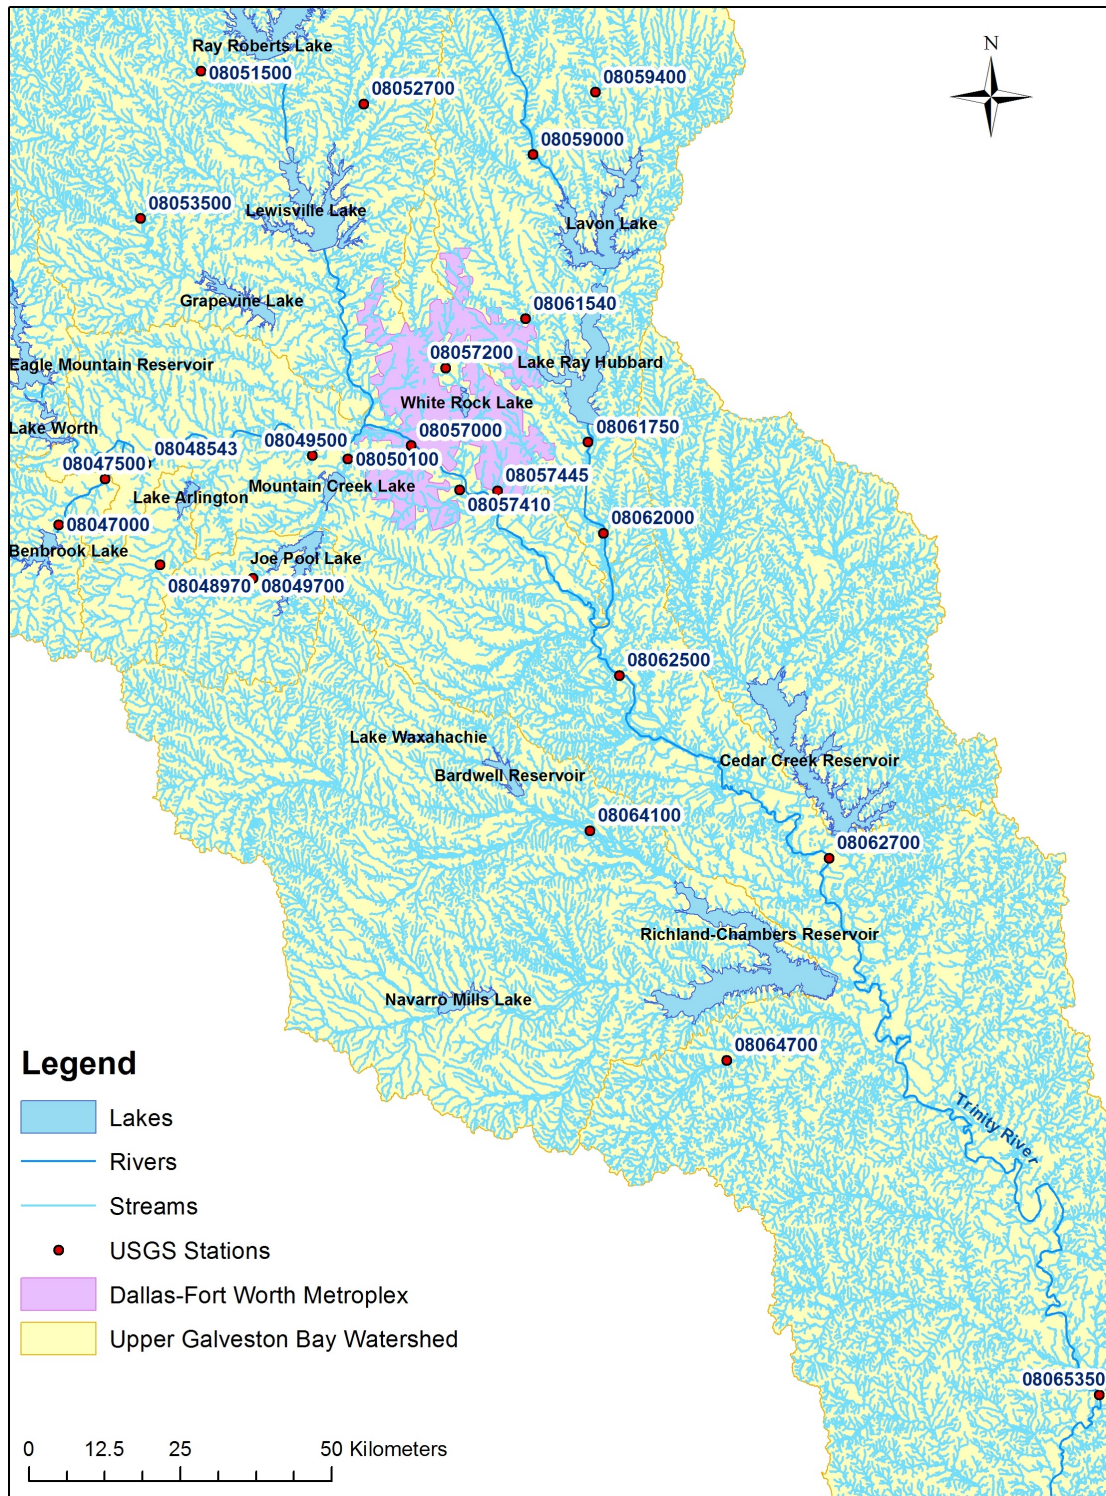 Ray Roberts Lake
N
08051500
08052700
08059400
08059000
08053500
Lewisville Lake
Lavon Lake
Grapevine Lake
08061540
08057200
Lake Ray Hubbard
Eagle Mountain Reservoir
White Rock Lake
Lake Worth
08057000
08061750
08049500
08048543
08047500
08050100
08057445
Lake Arlington
Mountain Creek Lake
08057410
08047000
08062000
Benbrook Lake
Joe Pool Lake
08048970
08049700
08062500
Lake Waxahachie
Cedar Creek Reservoir
Bardwell Reservoir
08064100
08062700
Richland-Chambers Reservoir
Navarro Mills Lake
08064700
Trinity River
08065350
Legend
Lakes
Rivers
Streams
USGS Stations
Dallas-Fort Worth Metroplex
Upper Galveston Bay Watershed
0 12.5 25 50 Kilometers